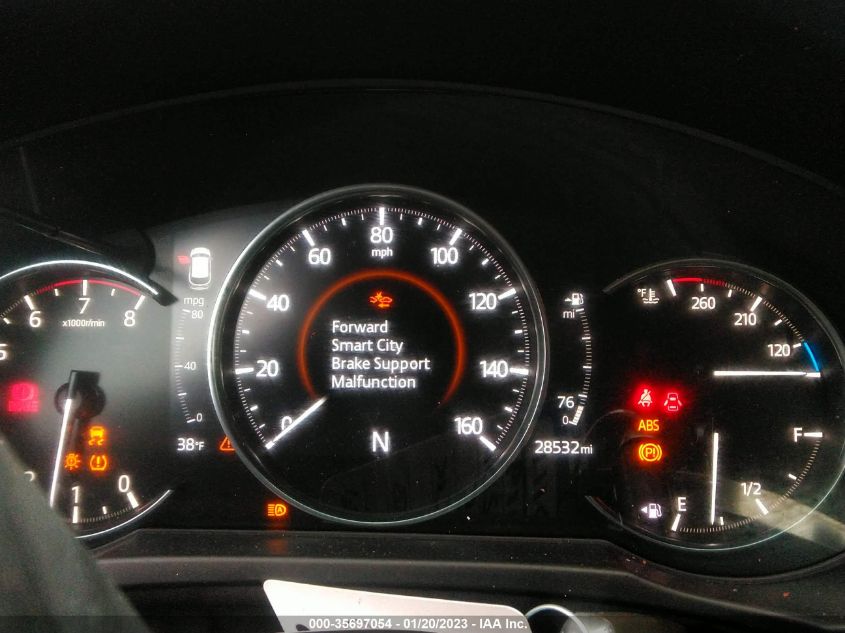 80
mph
60
100
mpg
80
40
120
260
210
120
°F
6
7
8
x1000r/min
5
Forward
Smart City
Brake Support
Malfunction
mi
40
20
140
76
0
0
0
160
N
38°F
28532mi
ABS
(P!)
F
2
1
0
E
1/2
A
000-35697054 - 01/20/2023 - IAA Inc.